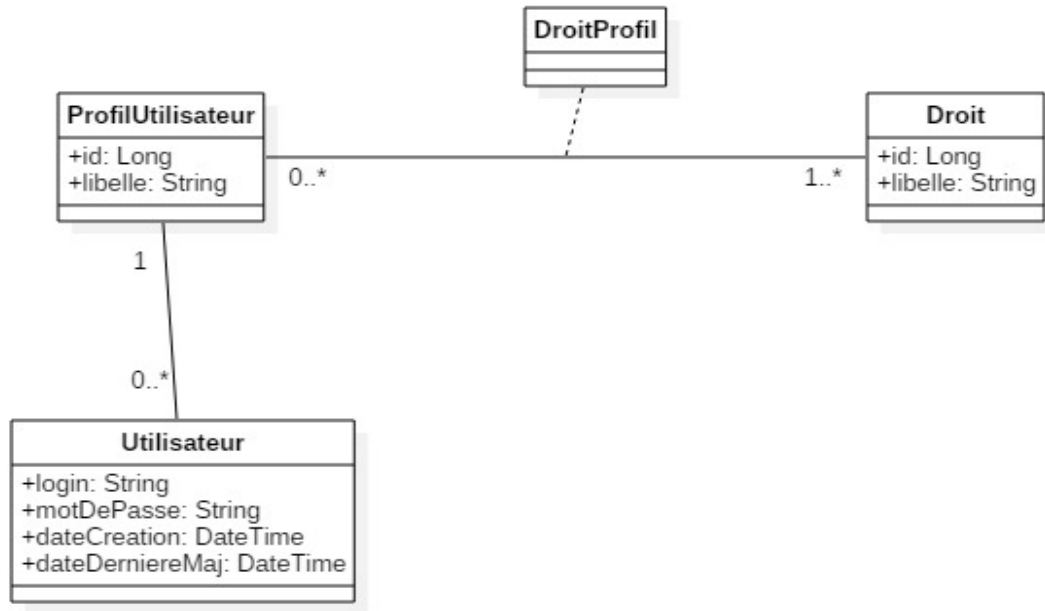 DroitProfil
ProfilUtilisateur
+id: Long
+libelle: String
Droit
+id: Long
+libelle: String
0..*
1..*
1
0..*
Utilisateur
+login: String
+motDePasse: String
+dateCreation: DateTime
+dateDerniereMaj: DateTime